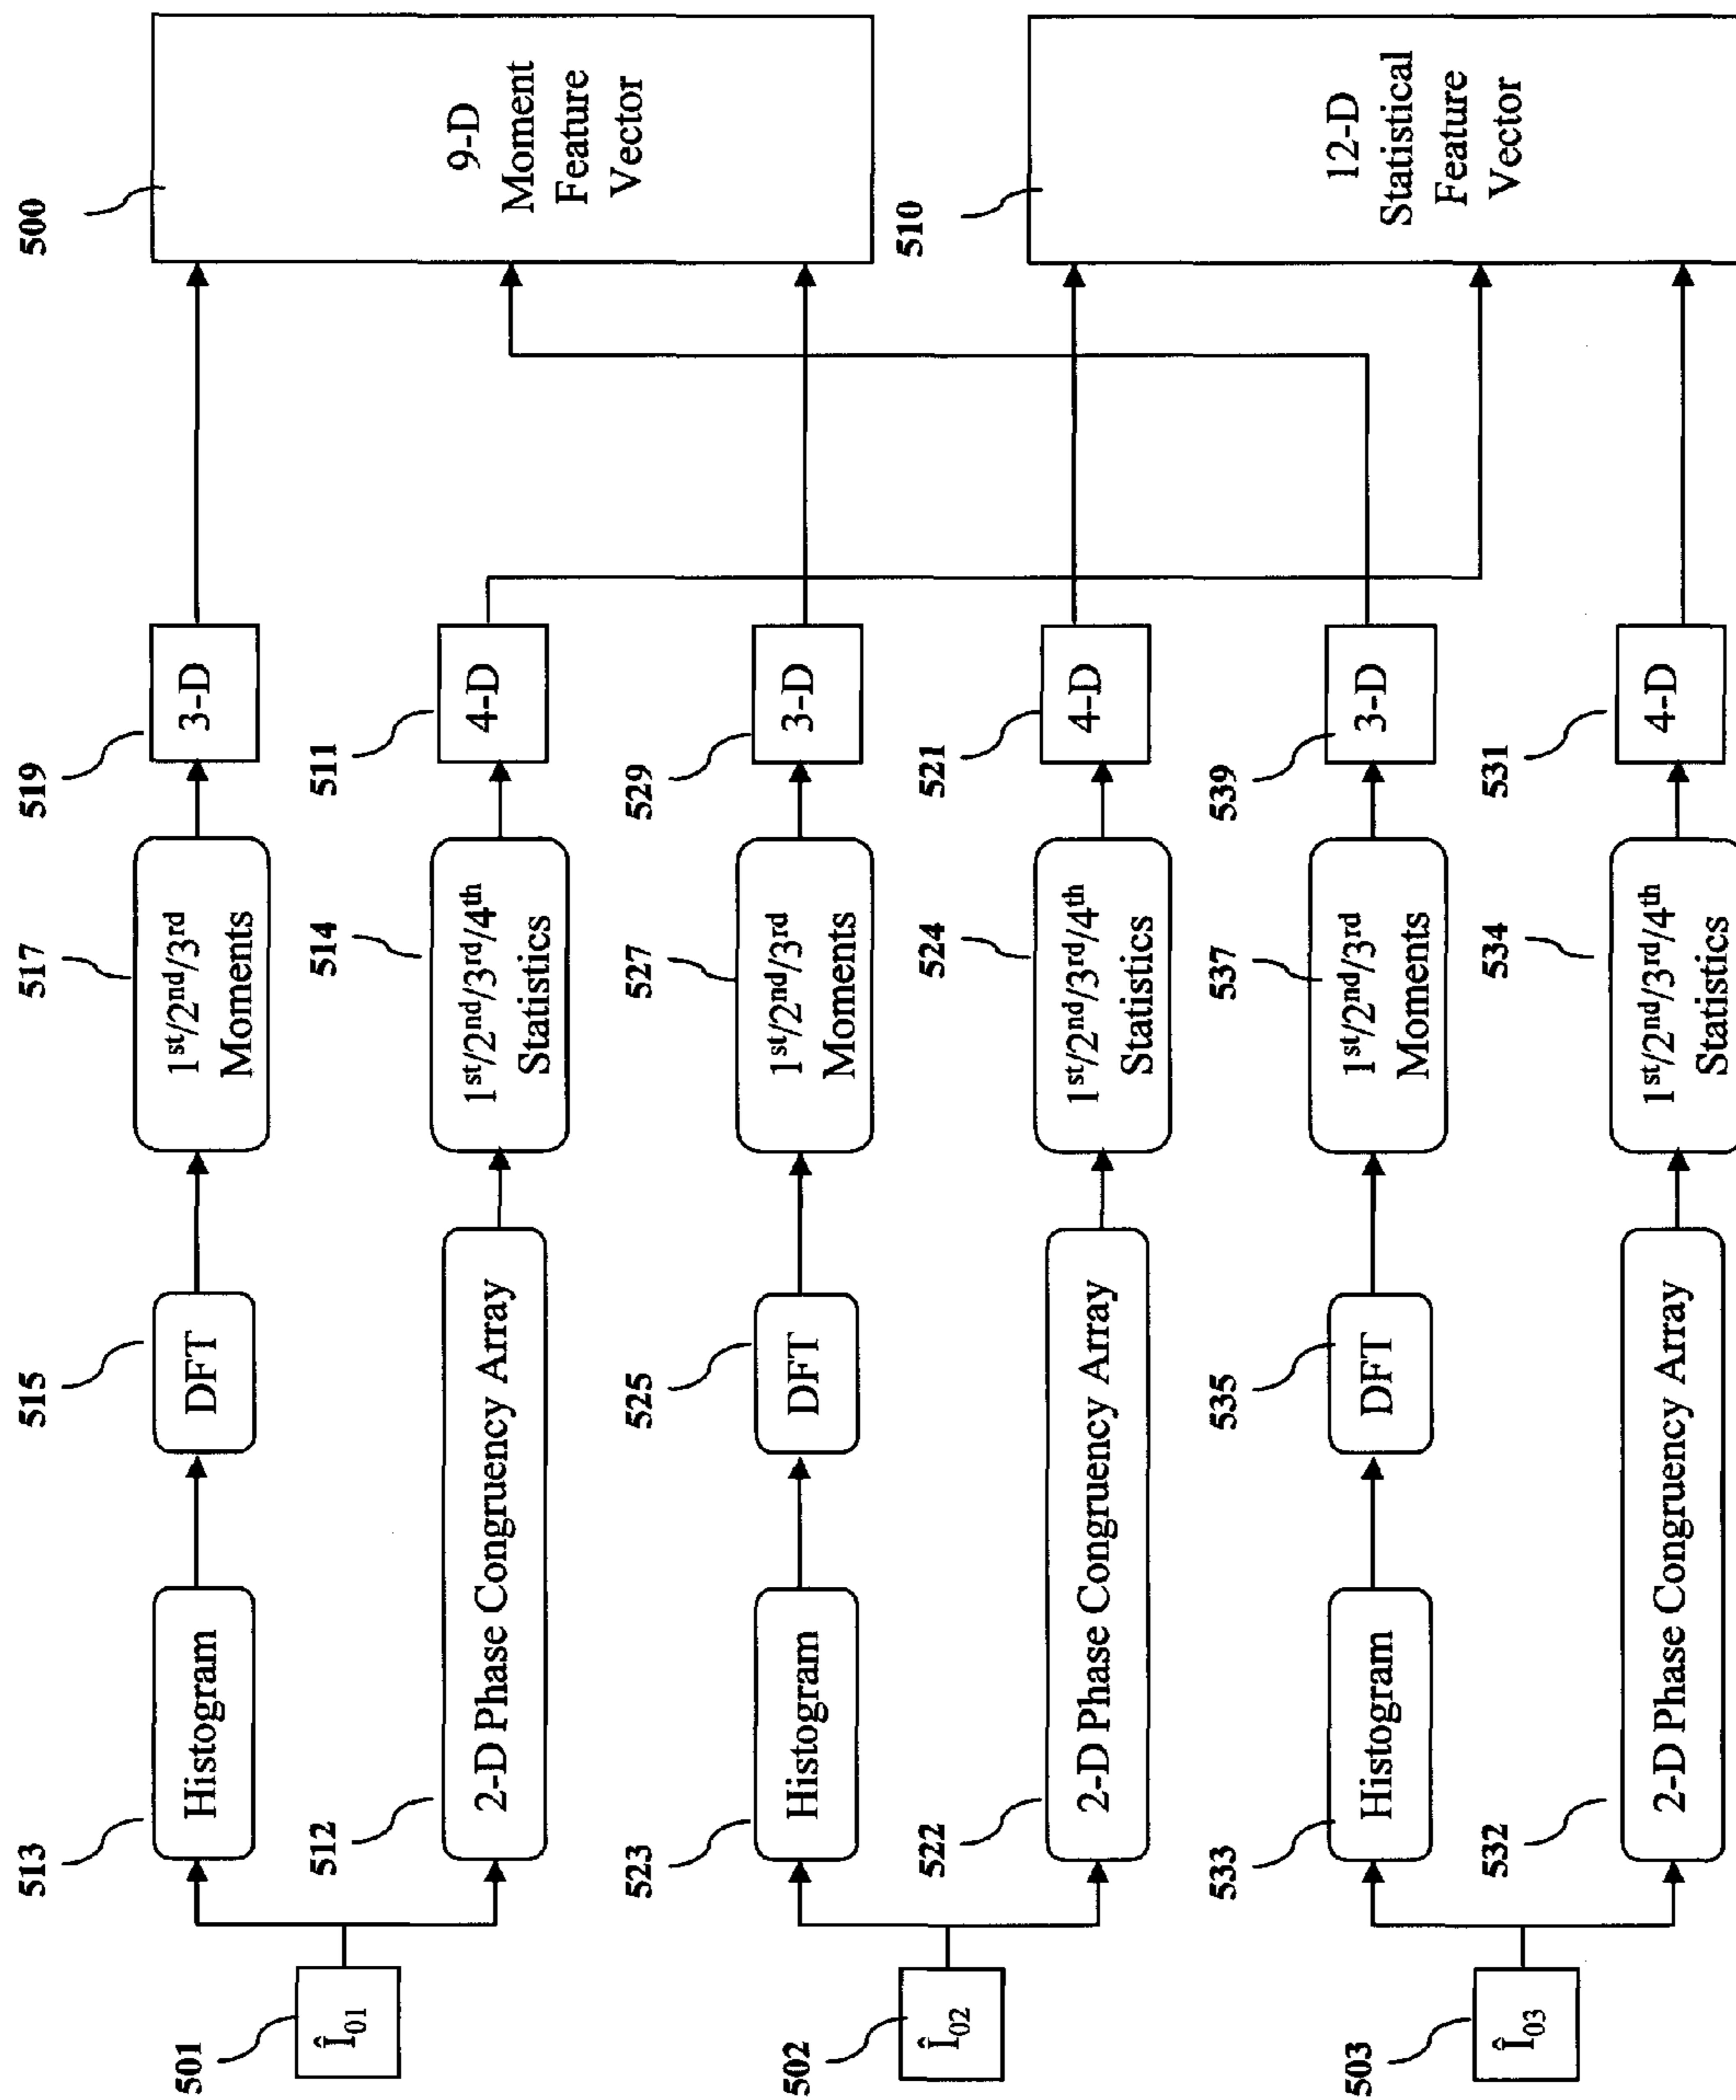 501
Î01
513
Histogram
515
DFT
517
1st/2nd/3rd
Moments
519
3-D
500
9-D
Moment
Feature
Vector
512
2-D Phase Congruency Array
514
1st/2nd/3rd/4th
Statistics
511
4-D
502
Î02
523
Histogram
525
DFT
527
1st/2nd/3rd
Moments
529
3-D
522
2-D Phase Congruency Array
524
1st/2nd/3rd/4th
Statistics
521
4-D
510
12-D
Statistical
Feature
Vector
503
Î03
533
Histogram
535
DFT
537
1st/2nd/3rd
Moments
539
3-D
532
2-D Phase Congruency Array
534
1st/2nd/3rd/4th
Statistics
531
4-D